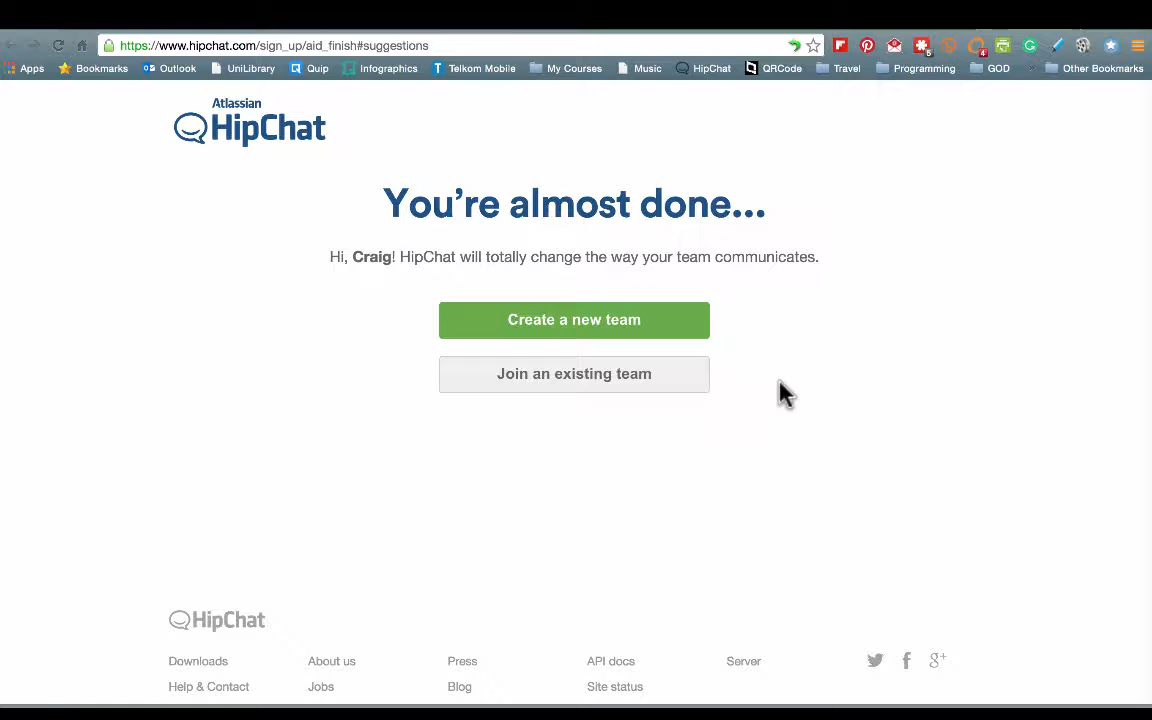 https://www.hipchat.com/sign_up/aid_finish#suggestions
5
4
Apps Bookmarks Outlook UniLibrary Quip Infographics Telkom Mobile My Courses Music HipChat QRCode Travel Programming GOD » Other Bookmarks
Atlassian
HipChat
You’re almost done...
Hi, Craig! HipChat will totally change the way your team communicates.
Create a new team
Join an existing team
HipChat
Downloads About us Press API docs Server
Help & Contact Jobs Blog Site status